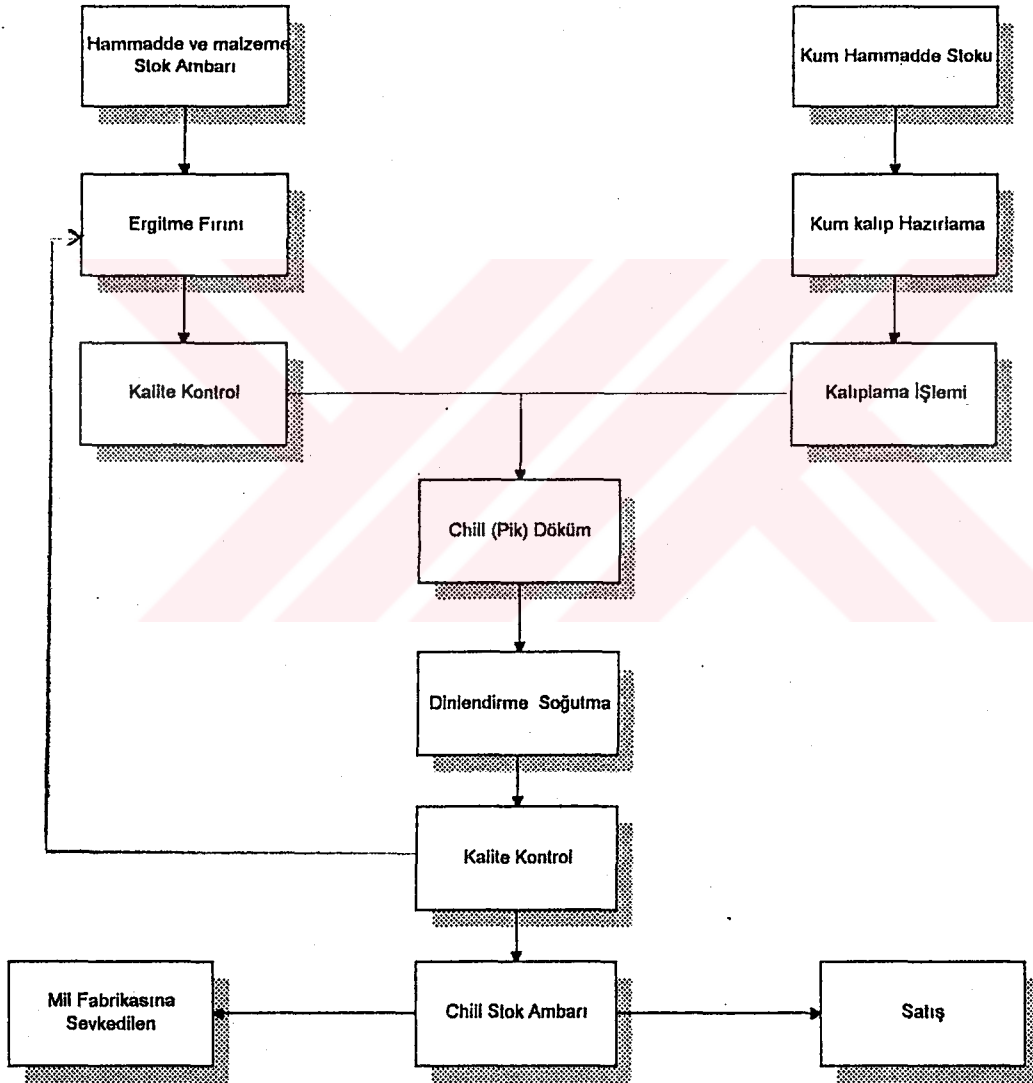 Hammadde ve malzeme
Stok Ambarı
Kum Hammadde Stoku
Ergitme Fırını
Kum kalıp Hazırlama
Kalite Kontrol
Kalıplama İŞlemi
Chill (Pik) Döküm
Dinlendirme Soğutma
Kalite Kontrol
Mil Fabrikasına
Sevkedilen
Chill Stok Ambarı
Satış